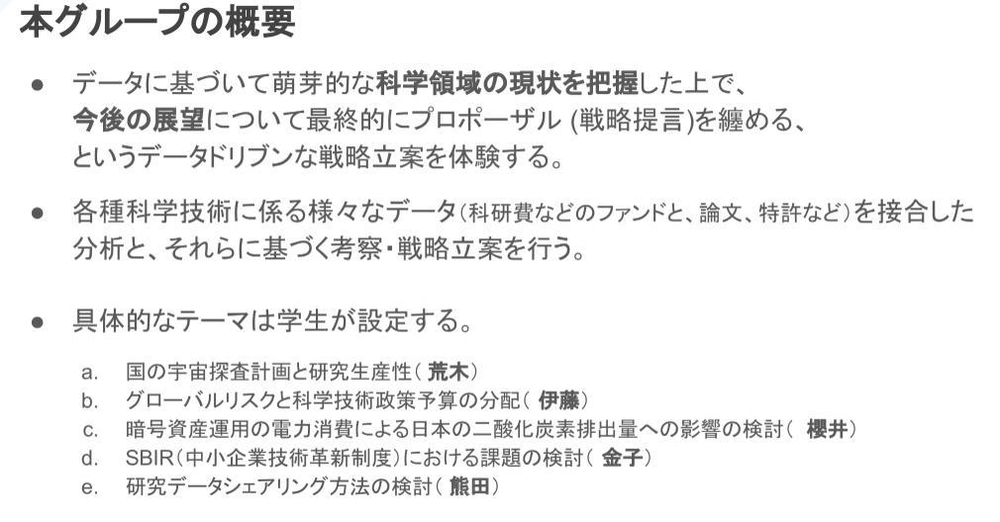 本グループの概要
● データに基づいて萌芽的な科学領域の現状を把握した上で、
今後の展望について最終的にプロポーザル (戦略提言)を纏める、
というデータドリブンな戦略立案を体験する。
● 各種科学技術に係る様々なデータ(科研費などのファンドと、論文、特許など)を接合した
分析と、それらに基づく考察・戦略立案を行う。
● 具体的なテーマは学生が設定する。
a. 国の宇宙探査計画と研究生産性( 荒木)
b. グローバルリスクと科学技術政策予算の分配( 伊藤)
c. 暗号資産運用の電力消費による日本の二酸化炭素排出量への影響の検討( 櫻井)
d. SBIR(中小企業技術革新制度)における課題の検討( 金子)
e. 研究データシェアリング方法の検討( 熊田)